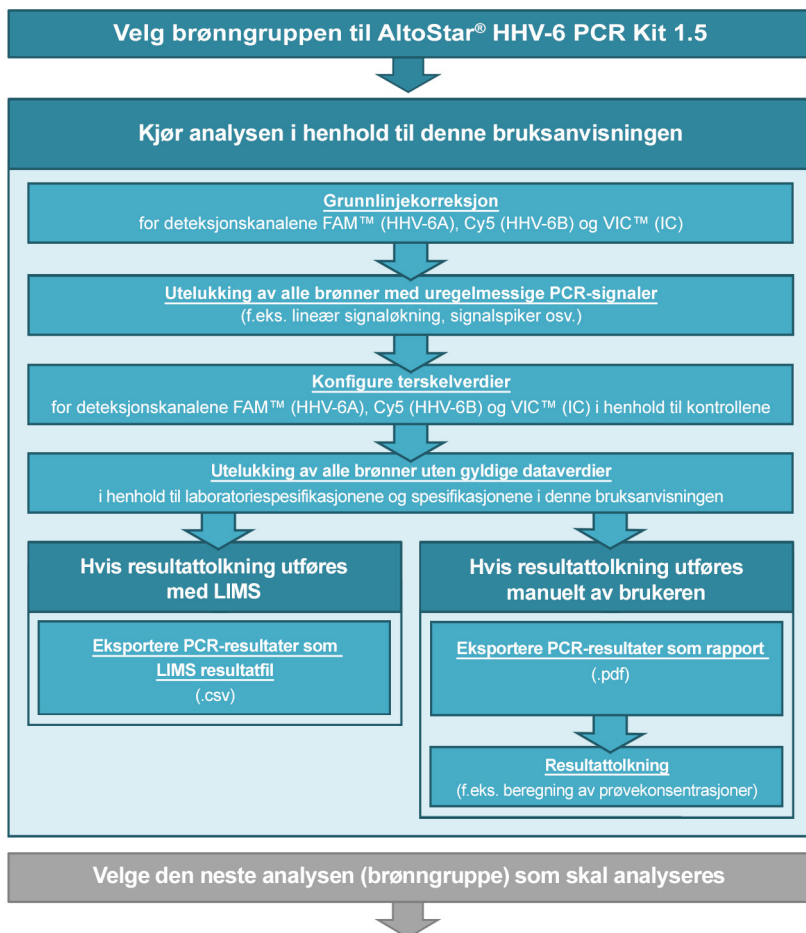 Velg brønngruppen til AltoStar® HHV-6 PCR Kit 1.5
Kjør analysen i henhold til denne bruksanvisningen
Grunnlinjekorreksjon
for deteksjonskanalene FAM™ (HHV-6A), Cy5 (HHV-6B) og VIC™ (IC)
Utelukking av alle brønner med uregelmessige PCR-signaler
(f.eks. lineær signaløkning, signalspiker osv.)
Konfigure terskelverdier
for deteksjonskanalene FAM™ (HHV-6A), Cy5 (HHV-6B) og VIC™ (IC) i henhold til kontrollene
Utelukking av alle brønner uten gyldige dataverdier
i henhold til laboratoriespesifikasjonene og spesifikasjonene i denne bruksanvisningen
Hvis resultattolkning utføres
med LIMS
Eksportere PCR-resultater som
LIMS resultatfil
(.csv)
Hvis resultattolkning utføres
manuelt av brukeren
Eksportere PCR-resultater som rapport
(.pdf)
Resultattolkning
(f.eks. beregning av prøvekonsentrasjoner)
Velge den neste analysen (brønngruppe) som skal analyseres